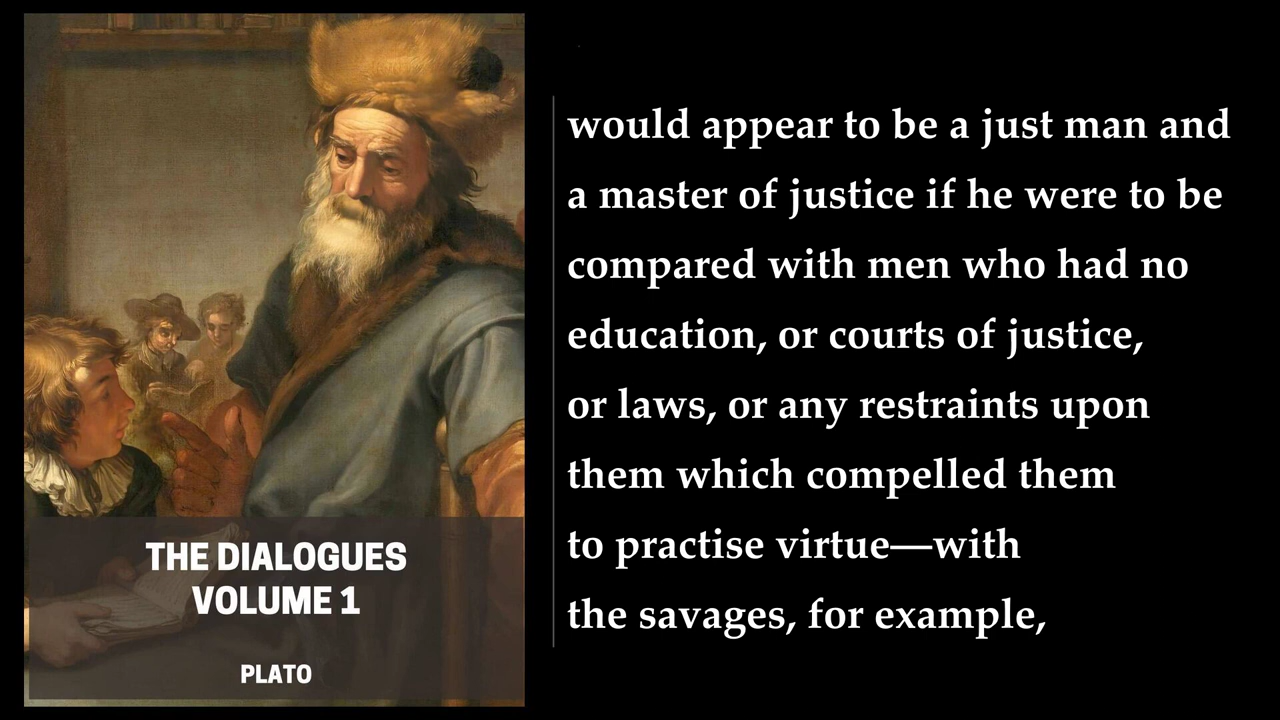 THE DIALOGUES
VOLUME 1
PLATO
would appear to be a just man and
a master of justice if he were to be
compared with men who had no
education, or courts of justice,
or laws, or any restraints upon
them which compelled them
to practise virtue—with
the savages, for example,